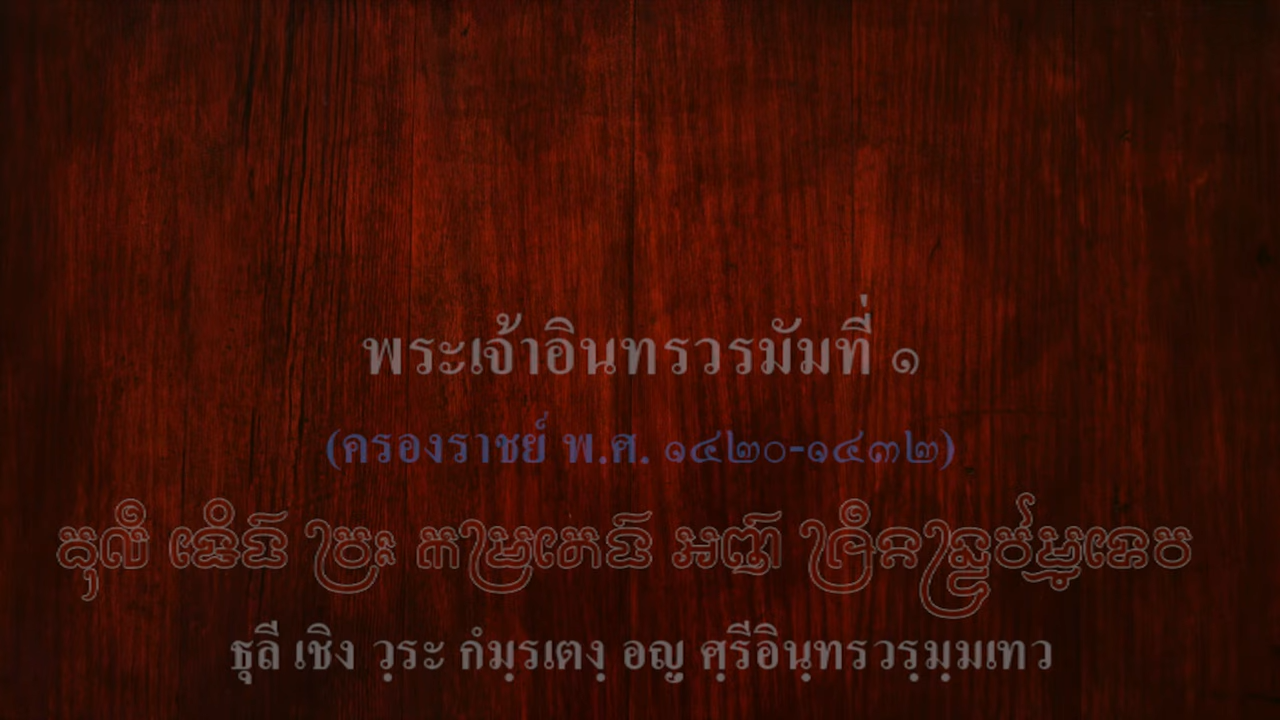 พระเจ้าอินทรวรมัมที่ ๑
(ครองราชย์ พ.ศ. ๑๔๒๐-๑๔๓๒)
ธุลี เชิง วฺระ กํมฺรเตงฺ อญฺ ศฺรีอินฺทรวรฺมฺมเทว